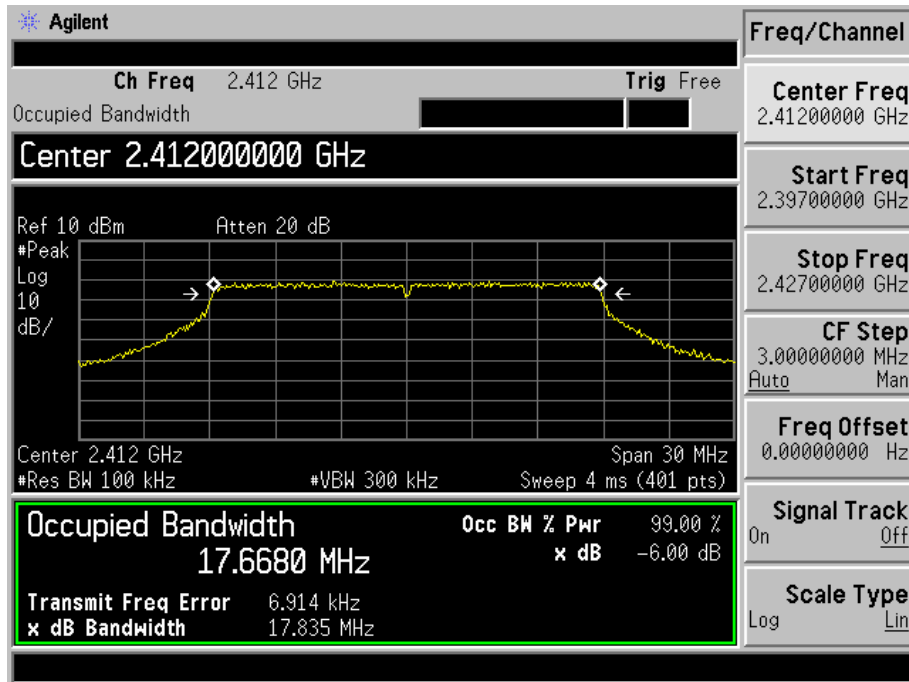 Agilent
Freq/Channel
Ch Freq 2.412 GHz Trig Free
Occupied Bandwidth
Center 2.412000000 GHz
Ref 10 dBm Atten 20 dB
#Peak
Log
10
dB/
Center 2.412 GHz Span 30 MHz
#Res BW 100 kHz #VBW 300 kHz Sweep 4 ms (401 pts)
Occupied Bandwidth
17.6680 MHz
Occ BW % Pwr 99.00 %
x dB -6.00 dB
Transmit Freq Error 6.914 kHz
x dB Bandwidth 17.835 MHz
Center Freq
2.41200000 GHz
Start Freq
2.39700000 GHz
Stop Freq
2.42700000 GHz
CF Step
3.00000000 MHz
Auto Man
Freq Offset
0.00000000 Hz
Signal Track
On Off
Scale Type
Log Lin